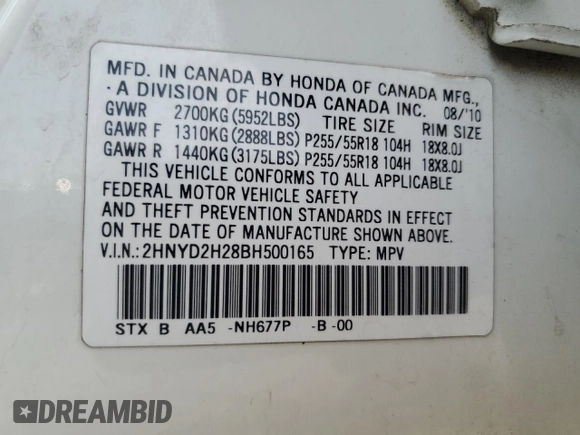 MFD. IN CANADA BY HONDA OF CANADA MFG.,
A DIVISION OF HONDA CANADA INC. 08/'10
GVWR 2700KG(5952LBS) TIRE SIZE RIM SIZE
GAWR F 1310KG(2888LBS) P255/55R18 104H 18X8.0J
GAWR R 1440KG(3175LBS) P255/55R18 104H 18X8.0J
THIS VEHICLE CONFORMS TO ALL APPLICABLE
FEDERAL MOTOR VEHICLE SAFETY
AND THEFT PREVENTION STANDARDS IN EFFECT
ON THE DATE OF MANUFACTURE SHOWN ABOVE.
V.I.N.: 2HNYD2H28BH500165 TYPE: MPV
STX B AA5 -NH677P -B -00
DREAMBID